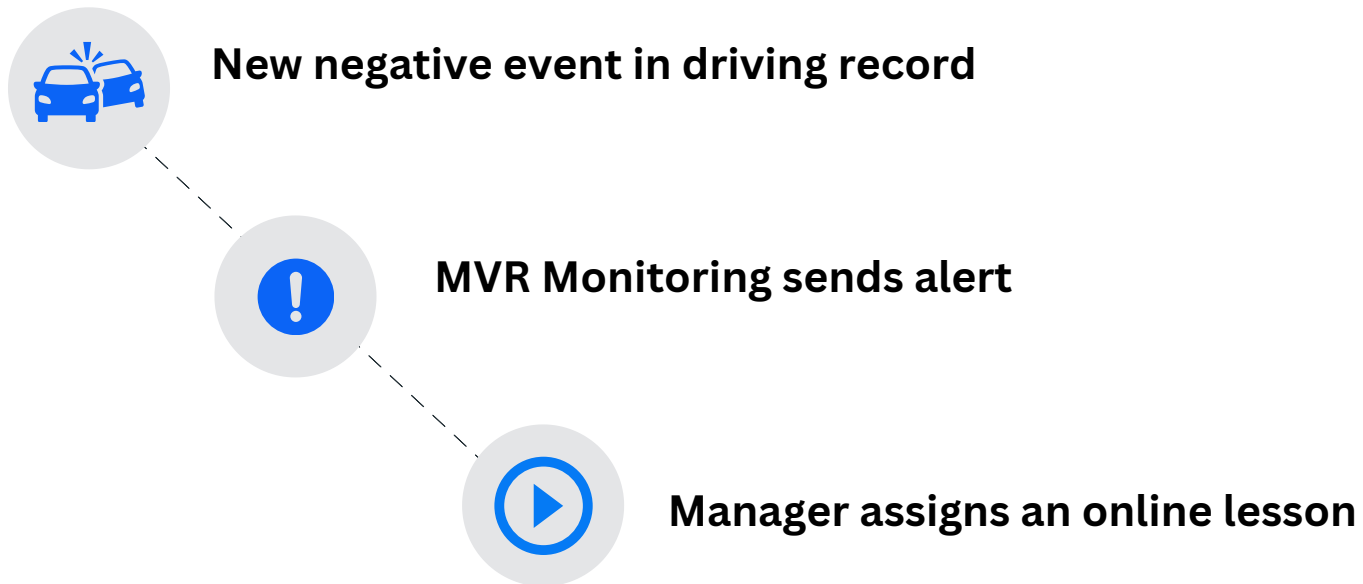 New negative event in driving record
MVR Monitoring sends alert
Manager assigns an online lesson